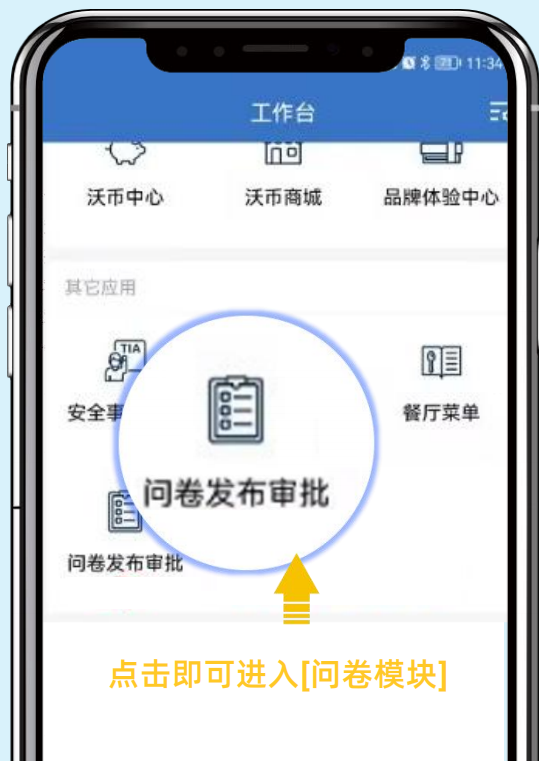 11:34
工作台
沃币中心 沃币商城 品牌体验中心
其它应用
TIA
安全事 餐厅菜单
问卷发布审批
问卷发布审批
点击即可进入[问卷模块]